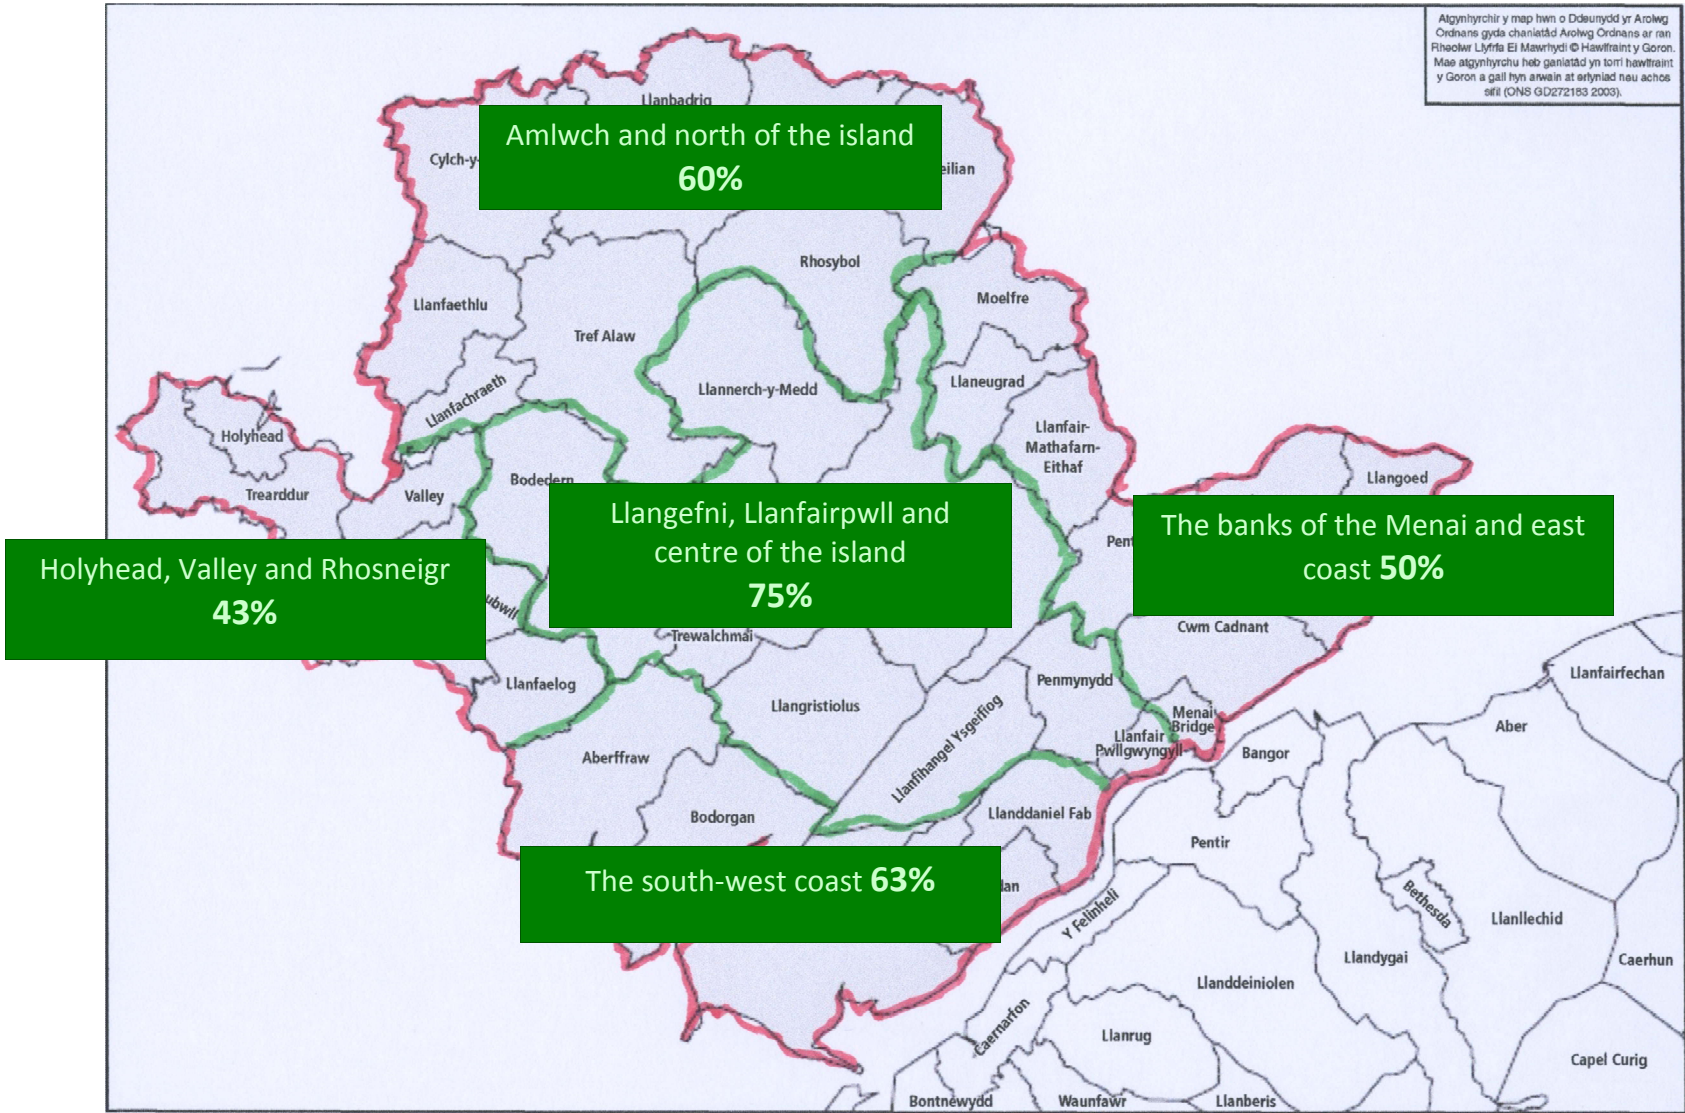 Atgynhyrchir y map hwn o Ddeunydd yr Arolwg
Ordnans gyda chaniatâd Arolwg Ordnans ar ran
Rheolwr Llyfrfa Ei Mawrhydi © Hawlfraint y Goron.
Mae atgynhyrchu heb ganiatâd yn torri hawlfraint
y Goron a gall hyn arwain at erlyniad neu achos
sifil (ONS GD272183 2003).
Llanbadrig
Amlwch and north of the island
60%
Cylch-y-
eilian
Rhosybol
Moelfre
Llanfaethlu
Tref Alaw
Llaneugrad
Llannerch-y-Medd
Llanfachraeth
Holyhead
Llanfair-
Mathafarn-
Eithaf
Trearddur
Valley
Bodedern
Llangoed
Llangefni, Llanfairpwll and
centre of the island
75%
Pent
The banks of the Menai and east
coast 50%
Holyhead, Valley and Rhosneigr
43%
ubwll
Trewalchmai
Cwm Cadnant
Llanfaelog
Llangristiolus
Penmynydd
Llanfihangel Ysgeifiog
Menai
Bridge
Llanfair
Pwllgwyngyll
Llanfairfechan
Aber
Bangor
Aberffraw
Bodorgan
Llanddaniel Fab
Pentir
The south-west coast 63%
lan
Y Felinheli
Bethesda
Llanllechid
Llandygai
Caerhun
Llanddeiniolen
Caernarfon
Llanrug
Capel Curig
Bontnewydd
Waunfawr
Llanberis